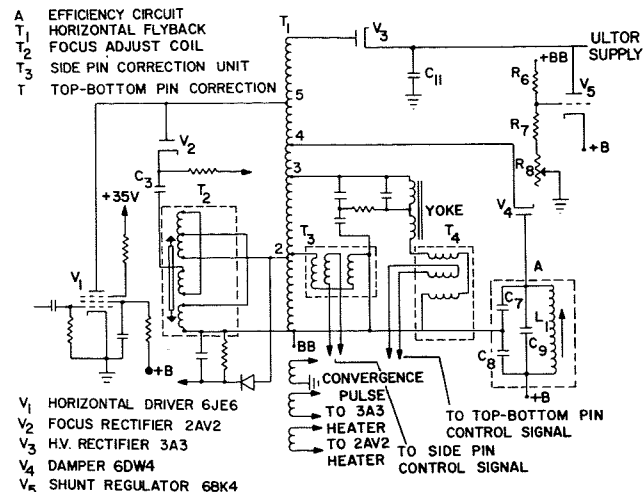 A EFFICIENCY CIRCUIT
T1 HORIZONTAL FLYBACK
T2 FOCUS ADJUST COIL
T3 SIDE PIN CORRECTION UNIT
T TOP-BOTTOM PIN CORRECTION
T1
V3
ULTOR
SUPPLY
C11
+BB
R6
V5
5
R7
+B
V2
4
R8
C3
3
+35V
T2
YOKE
V4
2
T3
T4
A
V1
C7
L1
C9
C8
+B
BB
CONVERGENCE
PULSE
TO 3A3
HEATER
TO 2AV2
HEATER
TO TOP-BOTTOM PIN
CONTROL SIGNAL
TO SIDE PIN
CONTROL SIGNAL
+B
V1 HORIZONTAL DRIVER 6JE6
V2 FOCUS RECTIFIER 2AV2
V3 H.V. RECTIFIER 3A3
V4 DAMPER 6DW4
V5 SHUNT REGULATOR 6BK4